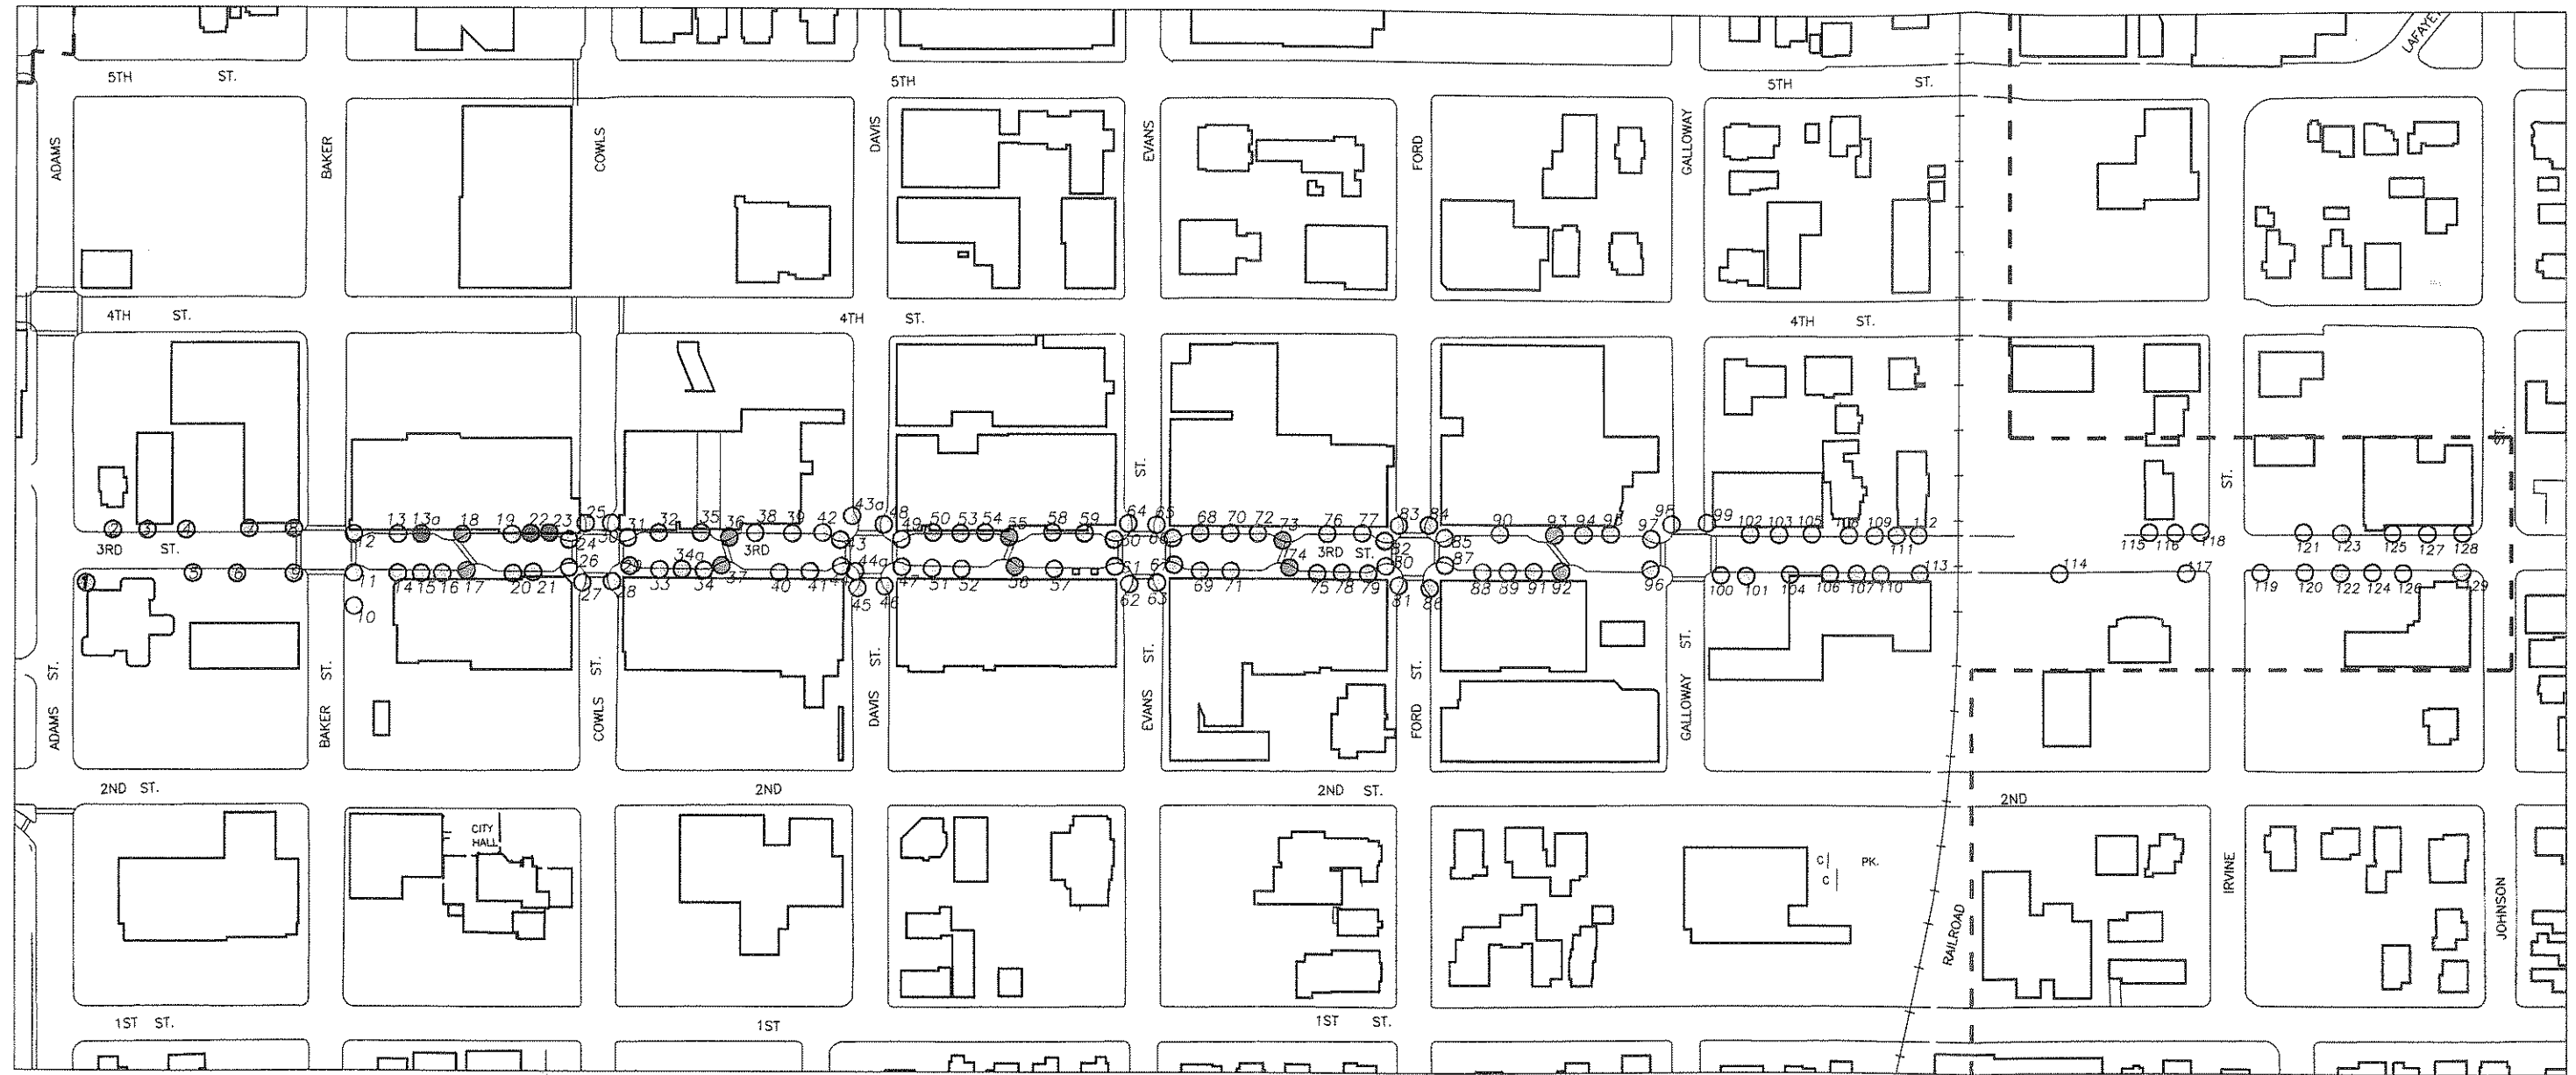 LAFAYE
5TH ST.
5TH
5TH ST.
ADAMS
BAKER
COWLS
DAVIS
EVANS
FORD
GALLOWAY
4TH ST.
4TH ST.
4TH ST.
ST.
ST.
ST.
43a
25 48 64 65 83 84 98 99
13 13a 18 19 22 23 31 32 35 36 38 39 42 49 50 53 54 55 58 59 68 70 72 73 76 77 90 93 94 95 97 102 103 105 108 109 112
2 3 4 7 8 12 24 30 43 60 66 82 85 111 115 116 118 121 123 125 127 128
3RD ST.
3RD
3RD ST.
34a 44a
1 5 6 9 11 14 15 16 17 20 21 26 29 33 34 37 40 41 44 47 51 52 56 57 61 67 69 71 74 75 78 79 80 87 88 89 91 92 96 100 101 104 106 107 110 113 114 117 119 120 122 124 126 129
10 27 28 45 46 62 63 81 86
ADAMS ST.
BAKER ST.
COWLS ST.
DAVIS ST.
EVANS ST.
FORD ST.
GALLOWAY ST.
2ND ST.
2ND
2ND ST.
2ND
CITY
HALL
C
C
PK.
RAILROAD
IRVINE
JOHNSON
1ST ST.
1ST
1ST ST.